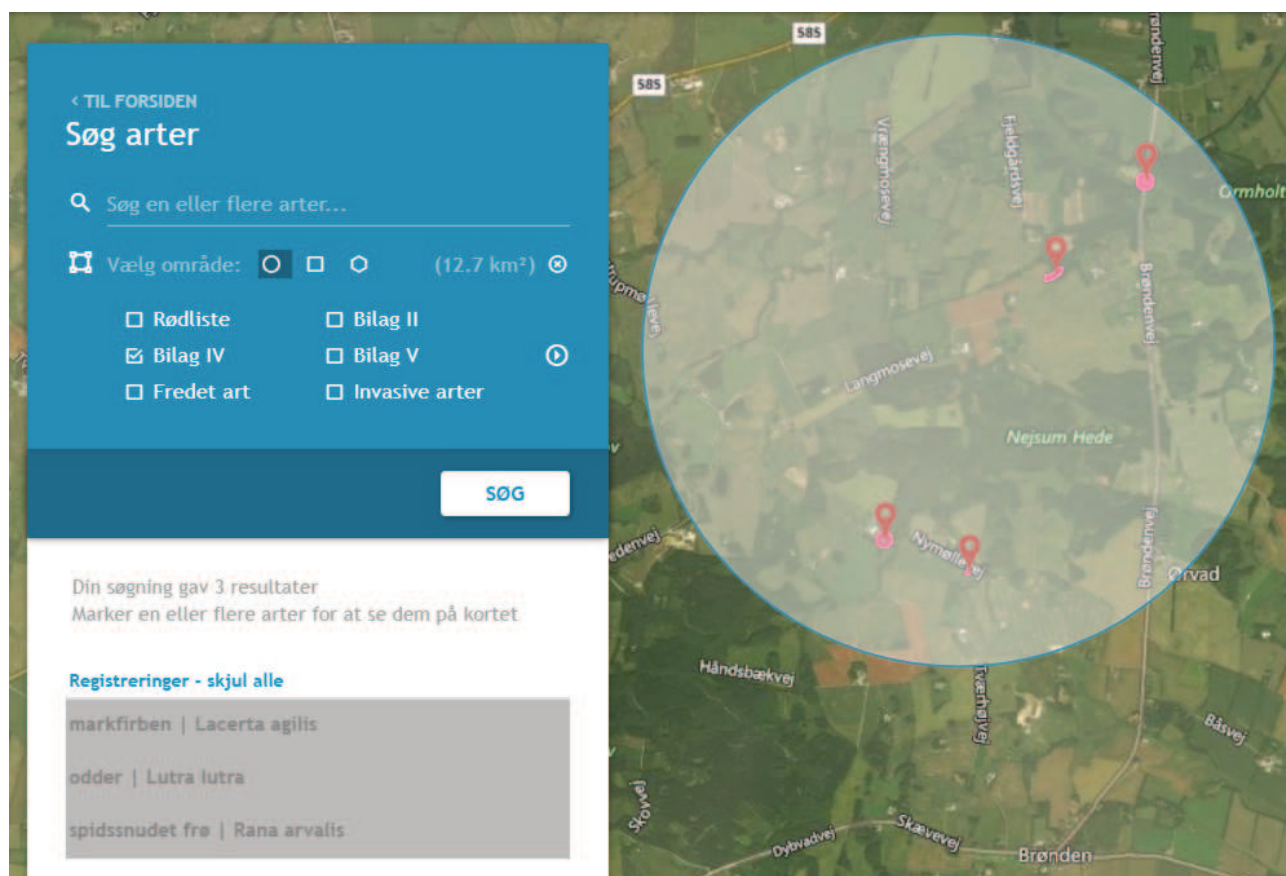 < TIL FORSIDEN
Søg arter
Søg en eller flere arter...
Vælg område:
(12.7 km²)
Rødliste
Bilag II
Bilag IV
Bilag V
Fredet art
Invasive arter
SØG
Din søgning gav 3 resultater
Marker en eller flere arter for at se dem på kortet
Registreringer - skjul alle
markfirben | Lacerta agilis
odder | Lutra lutra
spidssnudet frø | Rana arvalis
585
585
Vrængmosevej
Fjeldgårdsvej
Ormholt
Brøndenvej
Langmosevej
Nejsum Hede
Brøndenvej
Nymøllevej
Ørvad
Håndsbækvej
Tværhøjvej
Båsvej
Skovvej
Skævevej
Dybvadvej
Brønden